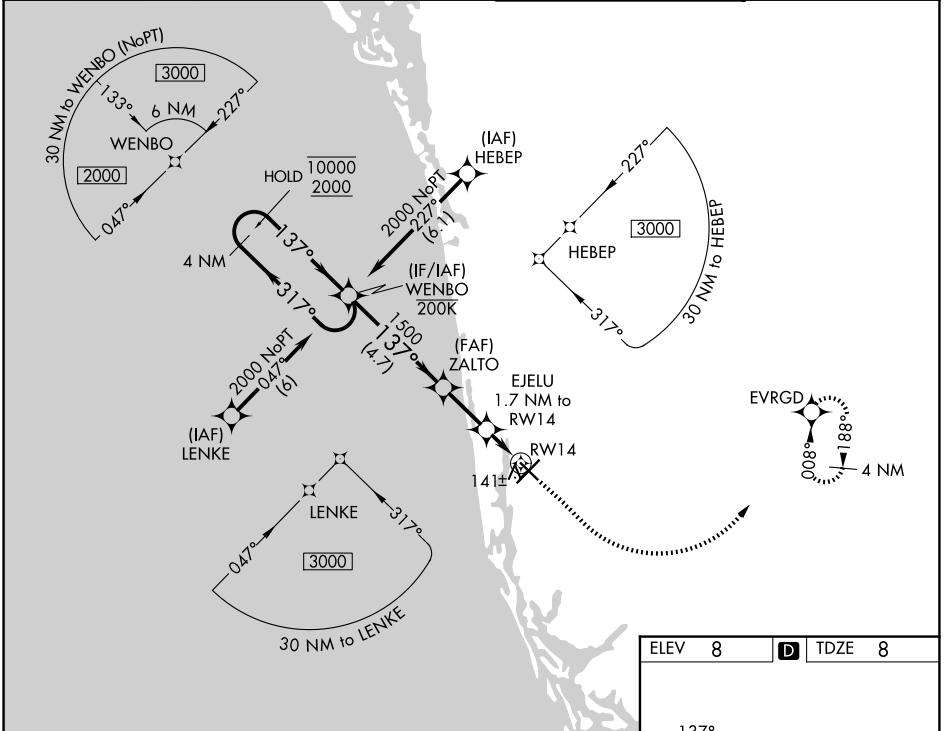 30 NM to WENBO (NoPT)
3000
133°
6 NM
227°
WENBO
2000
047°
HOLD
10000
2000
4 NM
137°
317°
(IAF)
HEBEP
2000 NoPT
227°
(6.1)
(IF/IAF)
WENBO
200K
1500
137°
(4.7)
(FAF)
ZALTO
EJELU
1.7 NM to
RW14
RW14
141±
2000 NoPT
047°
(6)
(IAF)
LENKE
227°
3000
HEBEP
30 NM to HEBEP
317°
EVRGD
008°
188°
4 NM
LENKE
047°
317°
3000
30 NM to LENKE
ELEV 8 D TDZE 8
137°